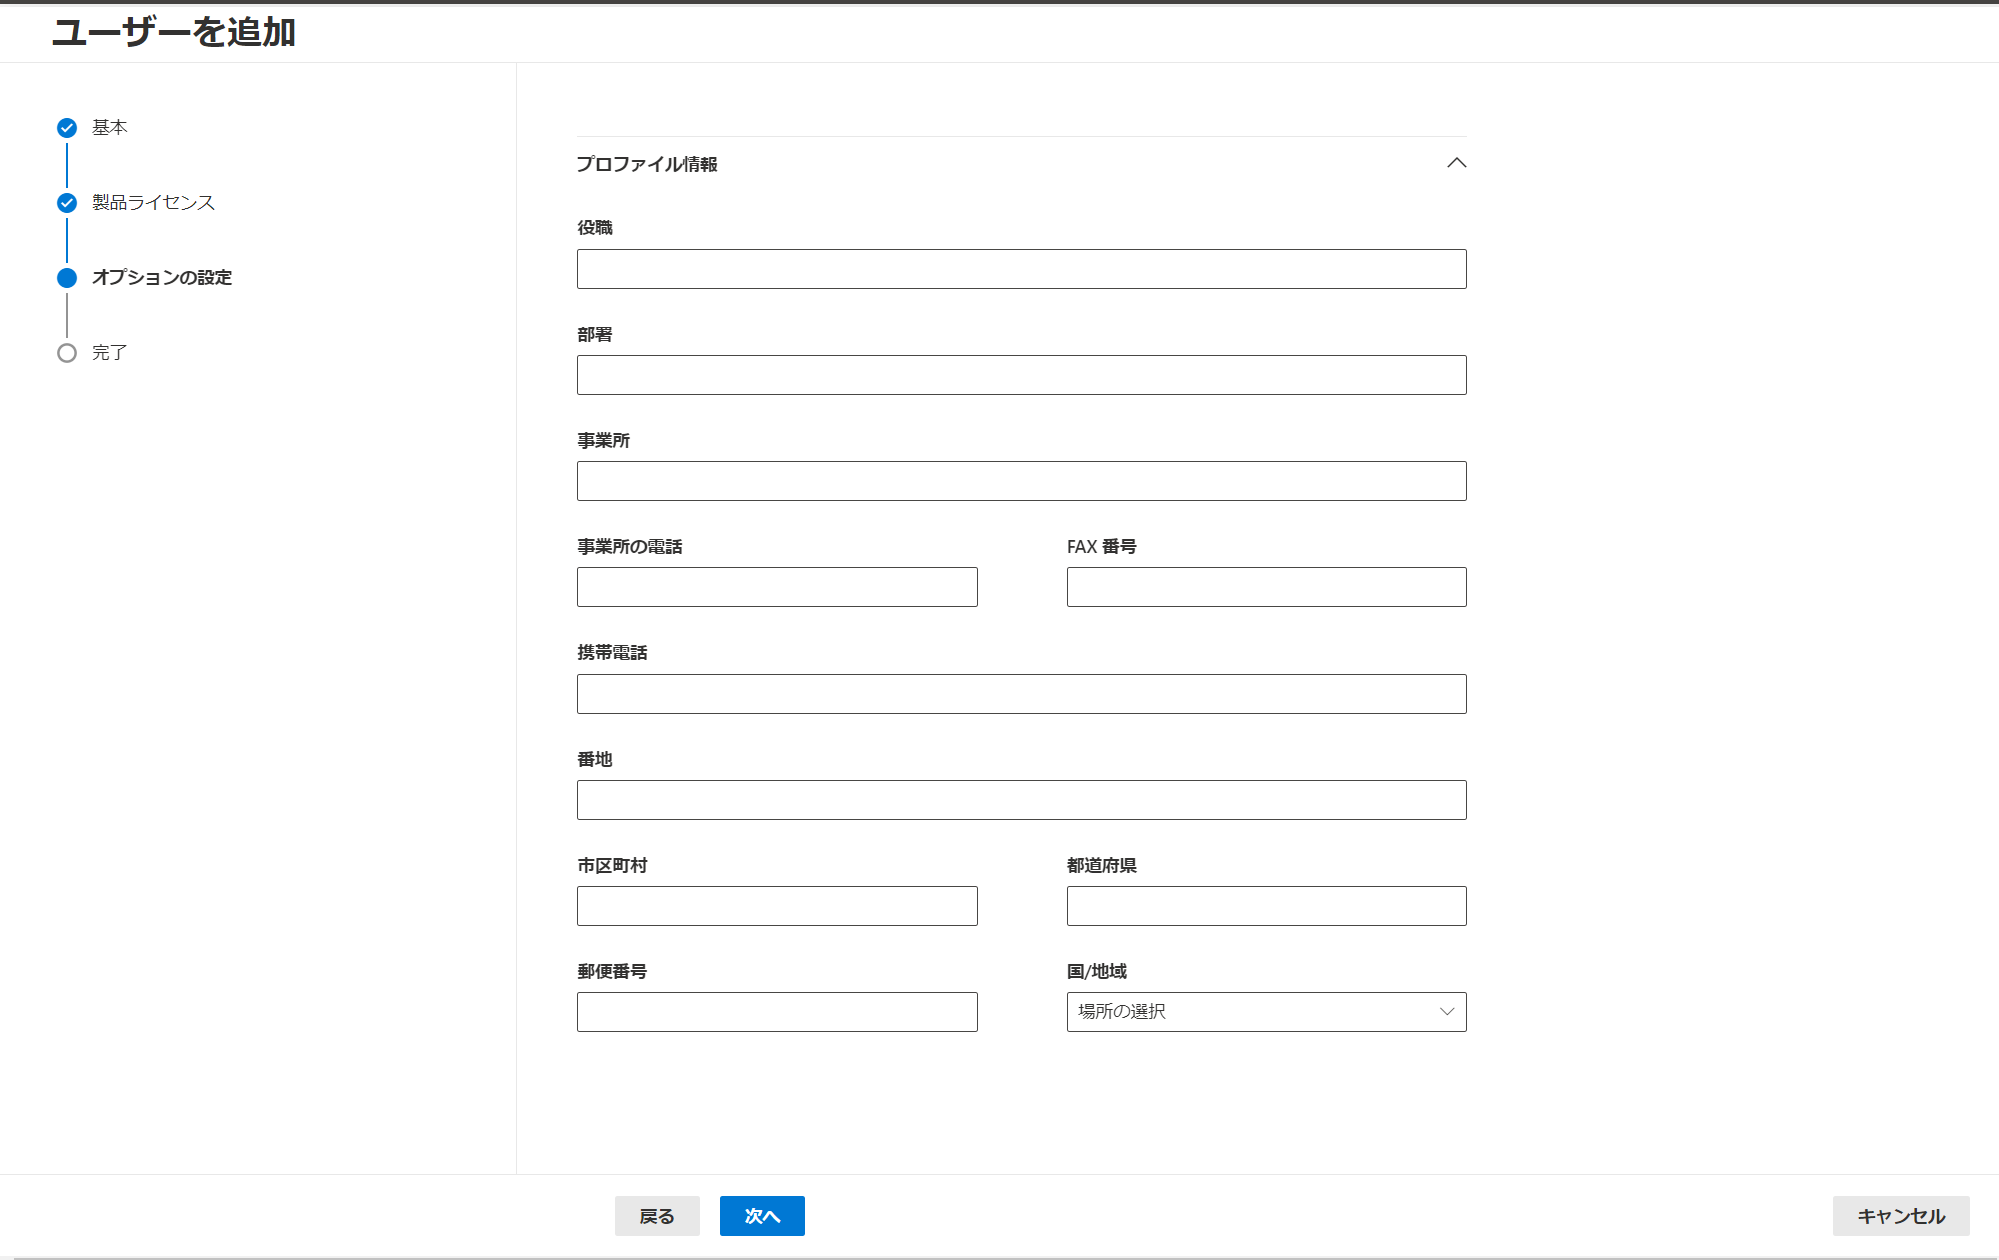 ユーザーを追加
基本
製品ライセンス
オプションの設定
完了
プロファイル情報
役職
部署
事業所
事業所の電話
FAX 番号
携帯電話
番地
市区町村
都道府県
郵便番号
国/地域
場所の選択
戻る
次へ
キャンセル